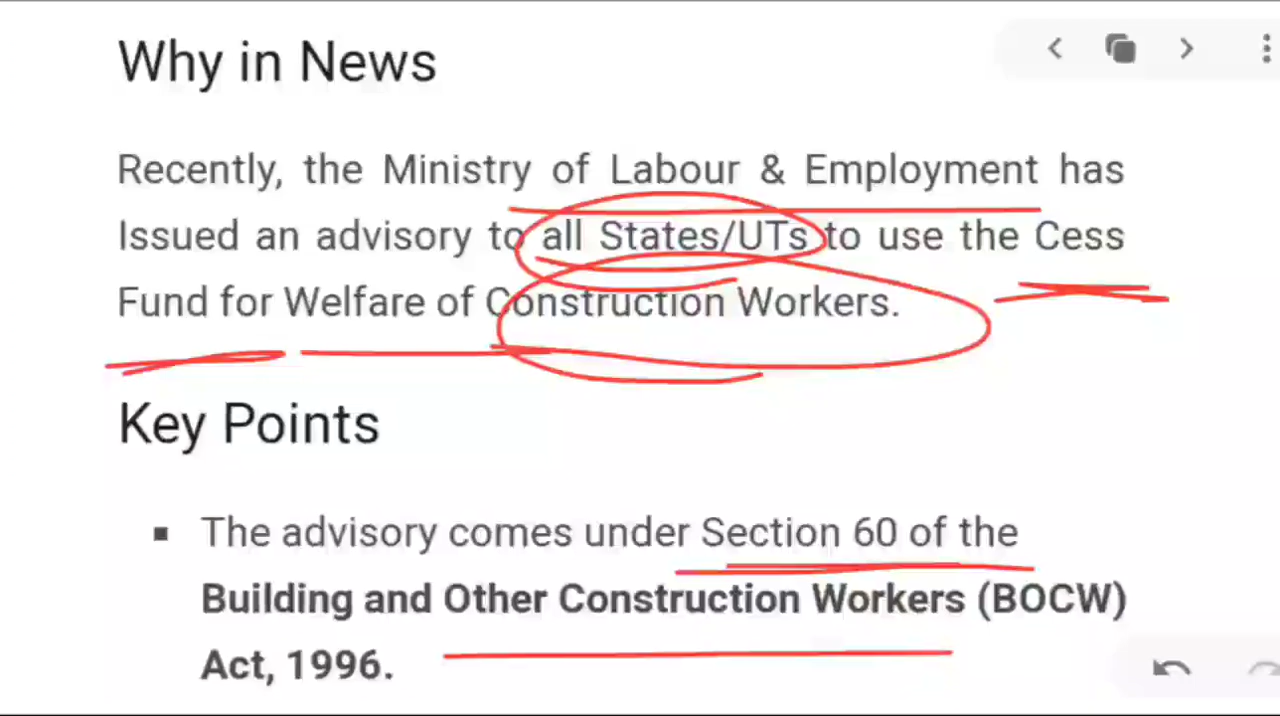 Why in News
Recently, the Ministry of Labour & Employment has
Issued an advisory to all States/UTs to use the Cess
Fund for Welfare of Construction Workers.
Key Points
▪ The advisory comes under Section 60 of the
Building and Other Construction Workers (BOCW)
Act, 1996.